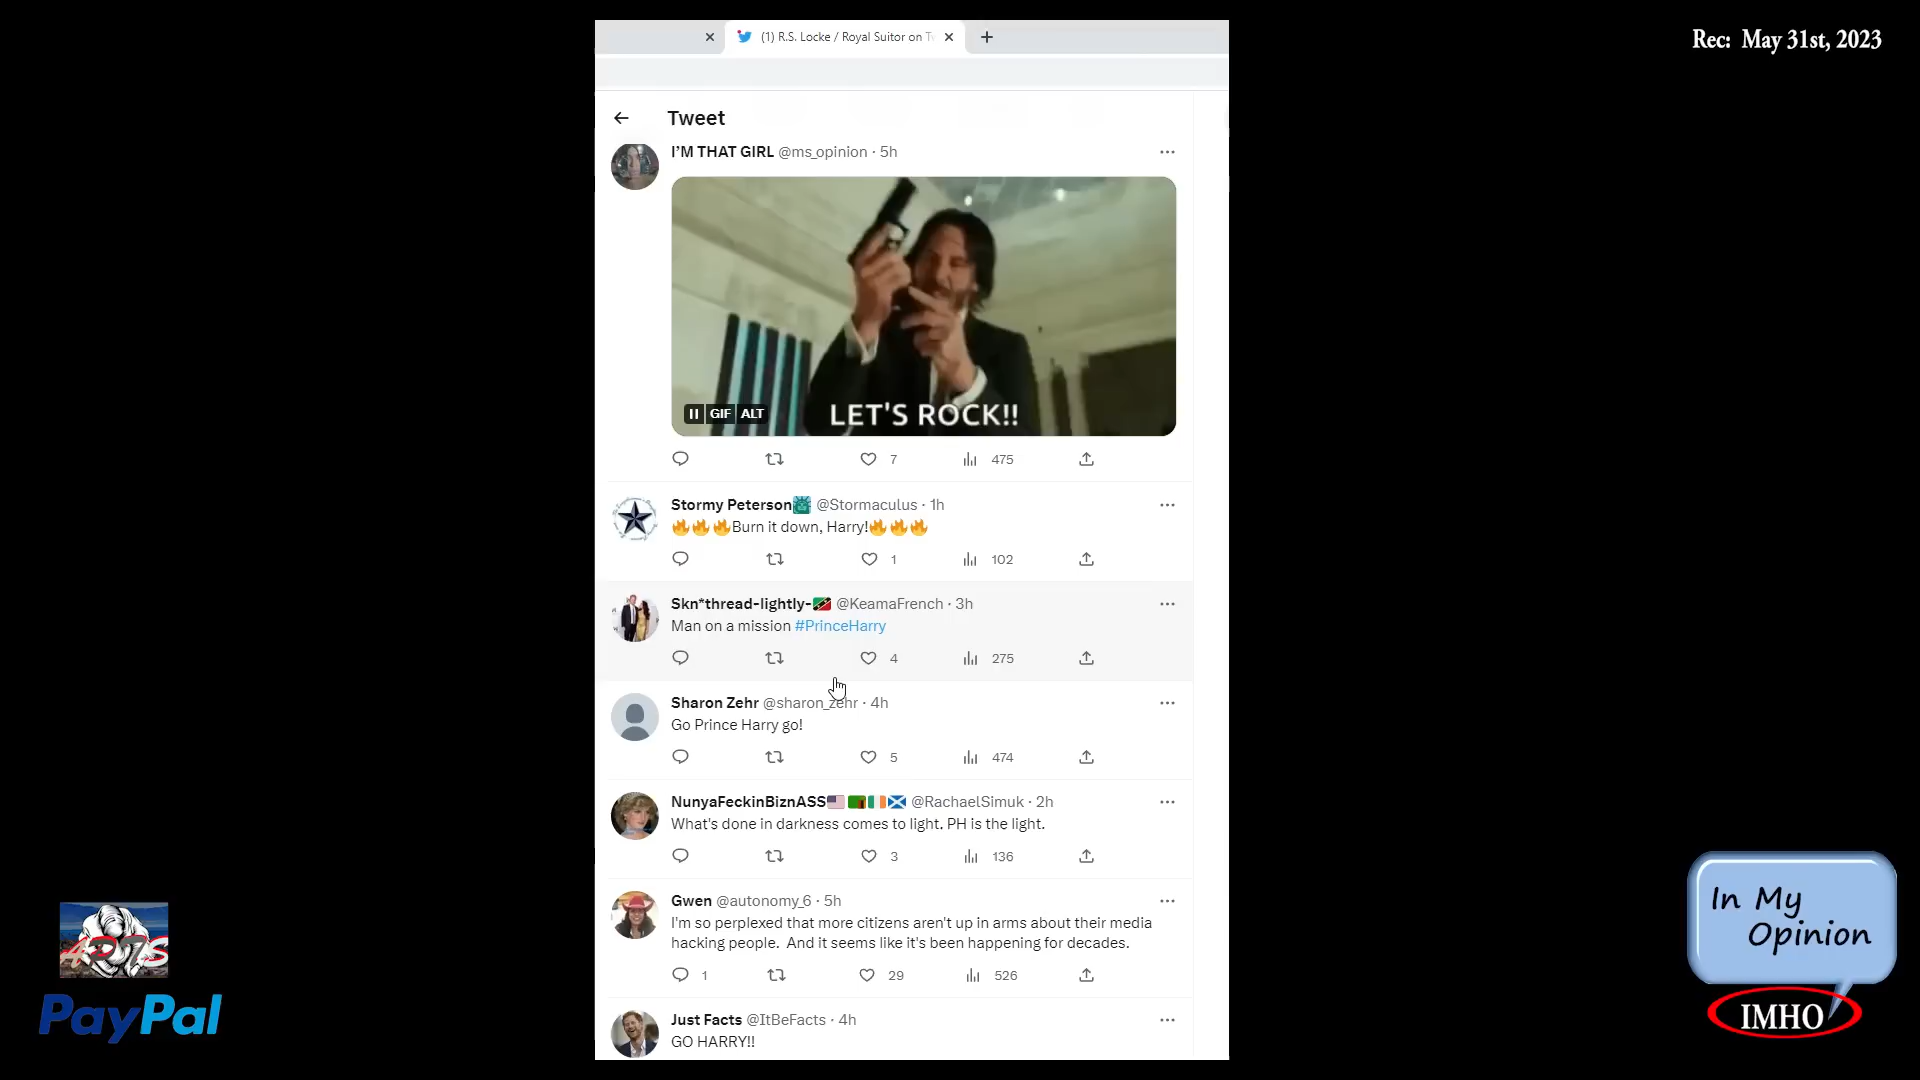 (1) R.S. Locke / Royal Suitor on Tw
Rec: May 31st, 2023
Tweet
I'M THAT GIRL @ms_opinion · 5h
GIF ALT
LET'S ROCK!!
7 475
Stormy Peterson @Stormaculus · 1h
🔥🔥🔥Burn it down, Harry!🔥🔥🔥
1 102
Skn*thread-lightly-🇰🇳 @KeamaFrench · 3h
Man on a mission #PrinceHarry
4 275
Sharon Zehr @sharon_zehr · 4h
Go Prince Harry go!
5 474
NunyaFeckinBiznASS🇺🇸🇿🇲🇮🇪🏴󠁧󠁢󠁳󠁣󠁴󠁿 @RachaelSimuk · 2h
What's done in darkness comes to light. PH is the light.
3 136
Gwen @autonomy_6 · 5h
I'm so perplexed that more citizens aren't up in arms about their media
hacking people. And it seems like it's been happening for decades.
1 29 526
Just Facts @ItBeFacts · 4h
GO HARRY!!
PayPal
In My
Opinion
IMHO